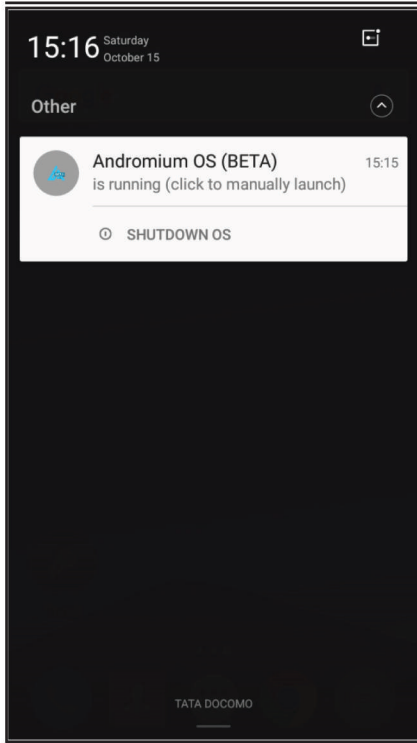 15:16 Saturday
October 15
Other
Andromium OS (BETA) 15:15
is running (click to manually launch)
SHUTDOWN OS
TATA DOCOMO